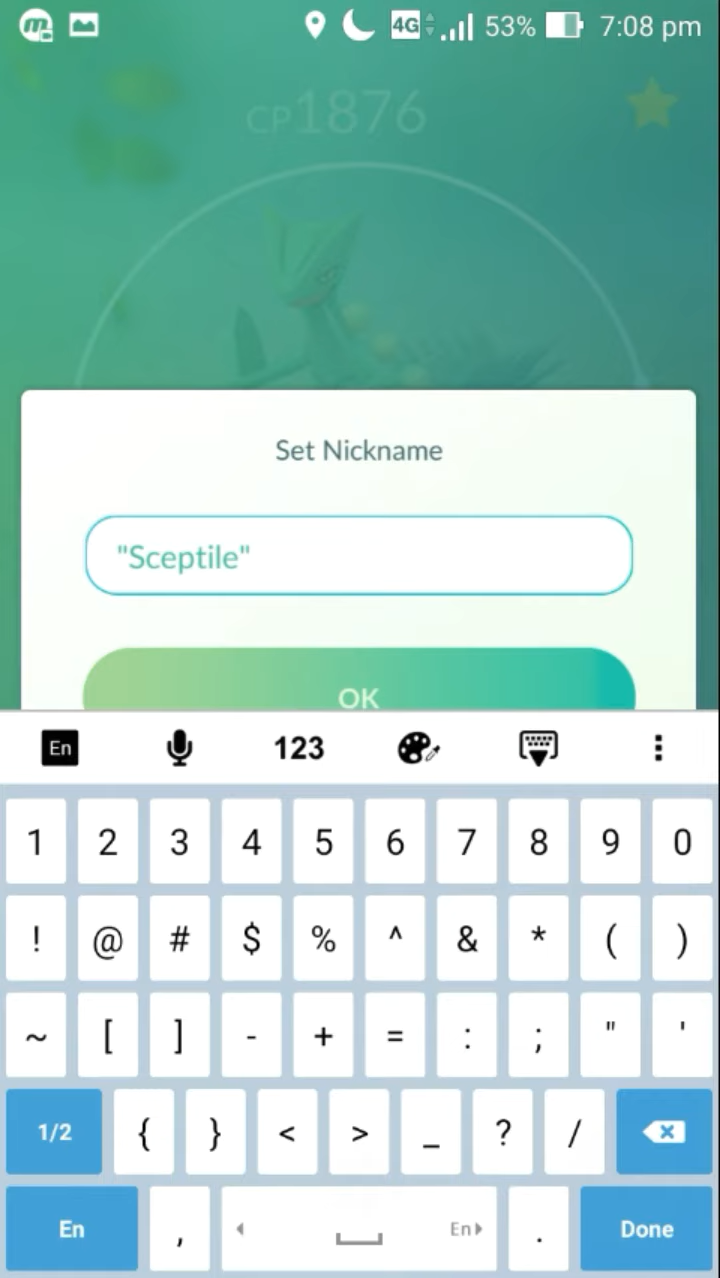 4G 53% 7:08 pm
CP1876
Set Nickname
"Sceptile"
OK
En 123
1 2 3 4 5 6 7 8 9 0
! @ # $ % ^ & * ( )
~ [ ] - + = : ; " '
1/2 { } < > _ ? /
En , En . Done